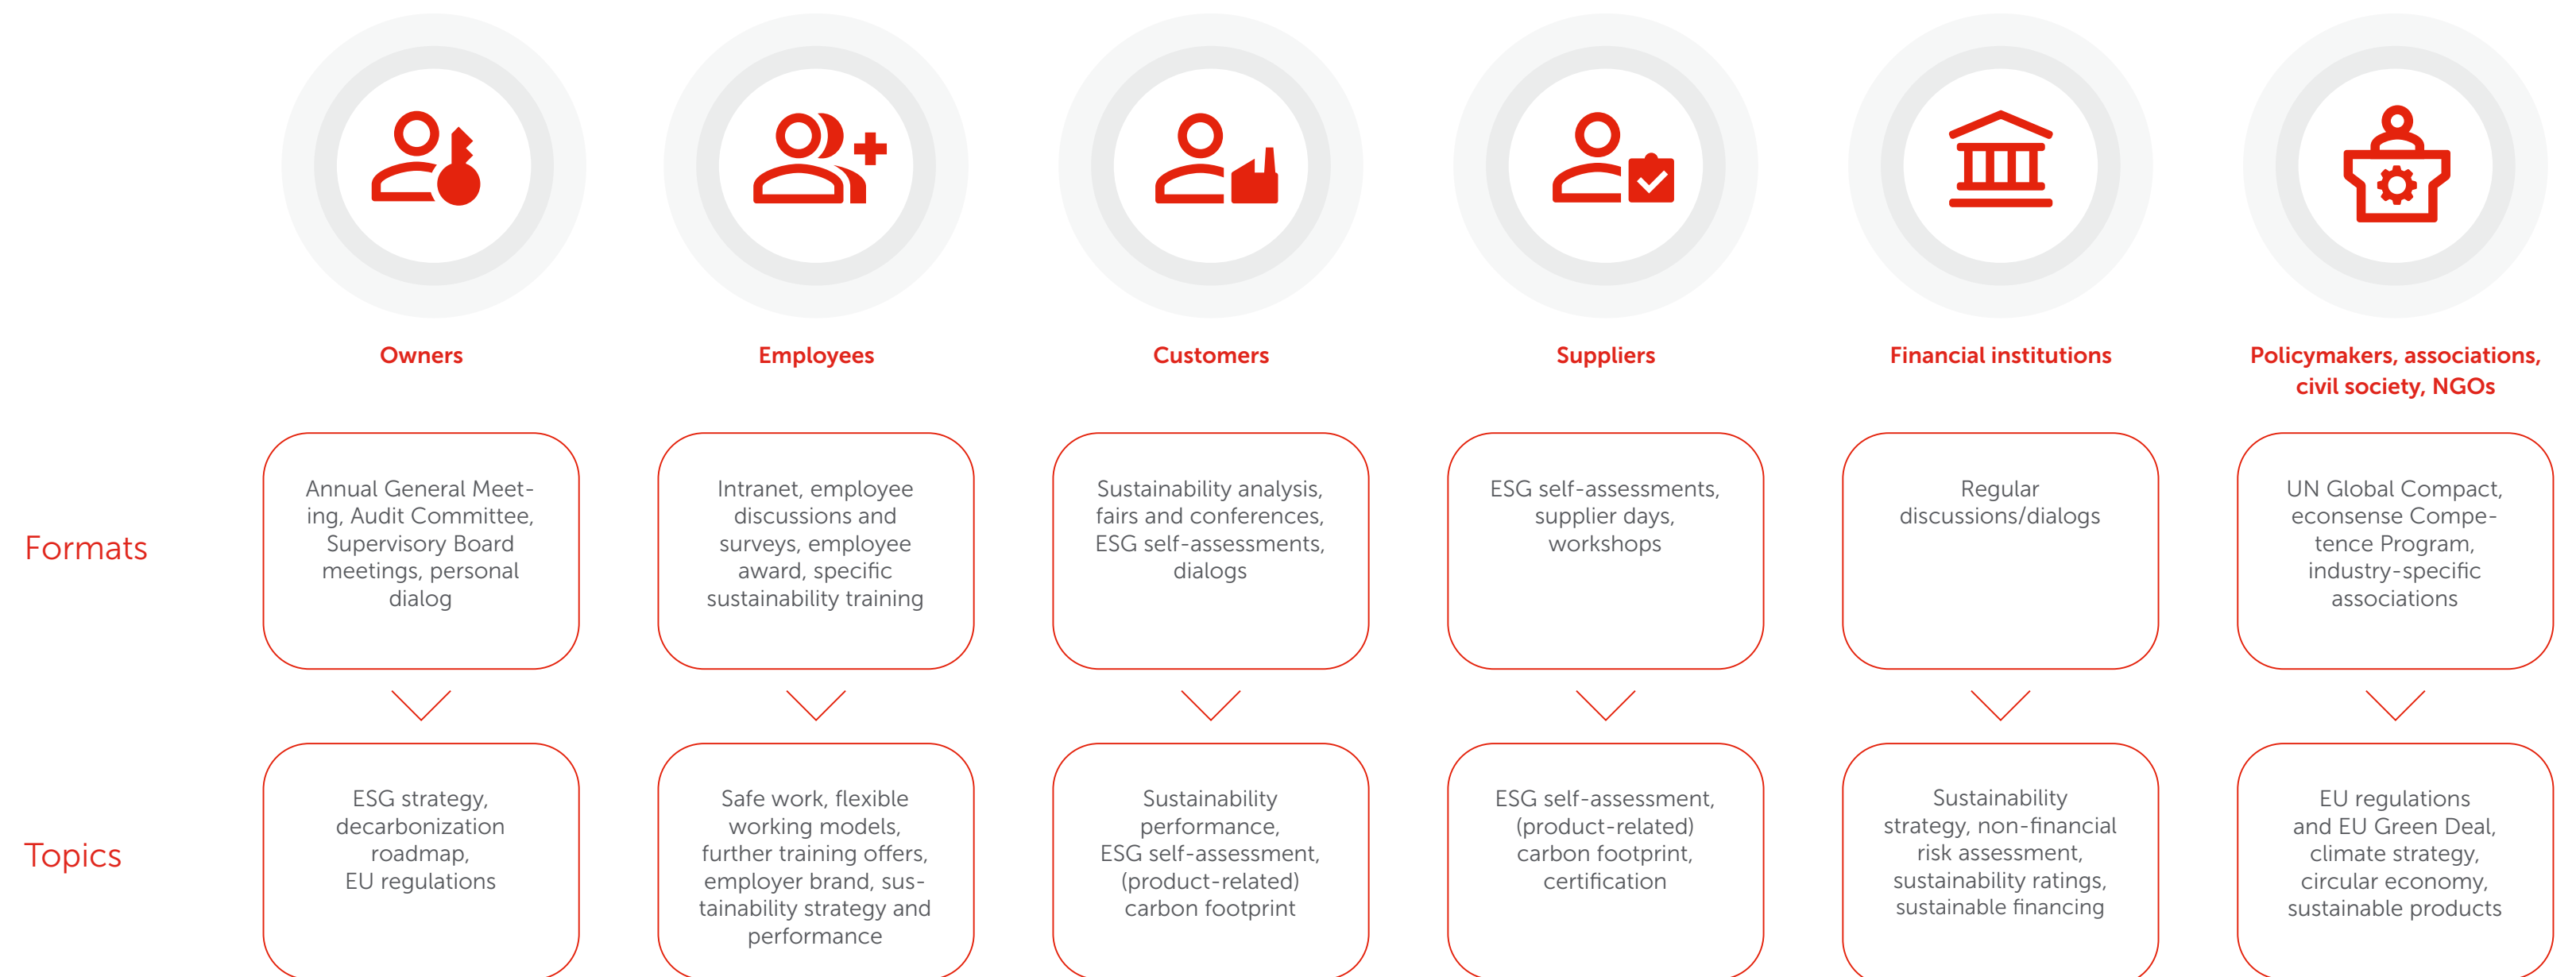 Owners
Employees
Customers
Suppliers
Financial institutions
Policymakers, associations,
civil society, NGOs
Formats
Annual General Meet-
ing, Audit Committee,
Supervisory Board
meetings, personal
dialog
Intranet, employee
discussions and
surveys, employee
award, specific
sustainability training
Sustainability analysis,
fairs and conferences,
ESG self-assessments,
dialogs
ESG self-assessments,
supplier days,
workshops
Regular
discussions/dialogs
UN Global Compact,
econsense Compe-
tence Program,
industry-specific
associations
Topics
ESG strategy,
decarbonization
roadmap,
EU regulations
Safe work, flexible
working models,
further training offers,
employer brand, sus-
tainability strategy and
performance
Sustainability
performance,
ESG self-assessment,
(product-related)
carbon footprint
ESG self-assessment,
(product-related)
carbon footprint,
certification
Sustainability
strategy, non-financial
risk assessment,
sustainability ratings,
sustainable financing
EU regulations
and EU Green Deal,
climate strategy,
circular economy,
sustainable products